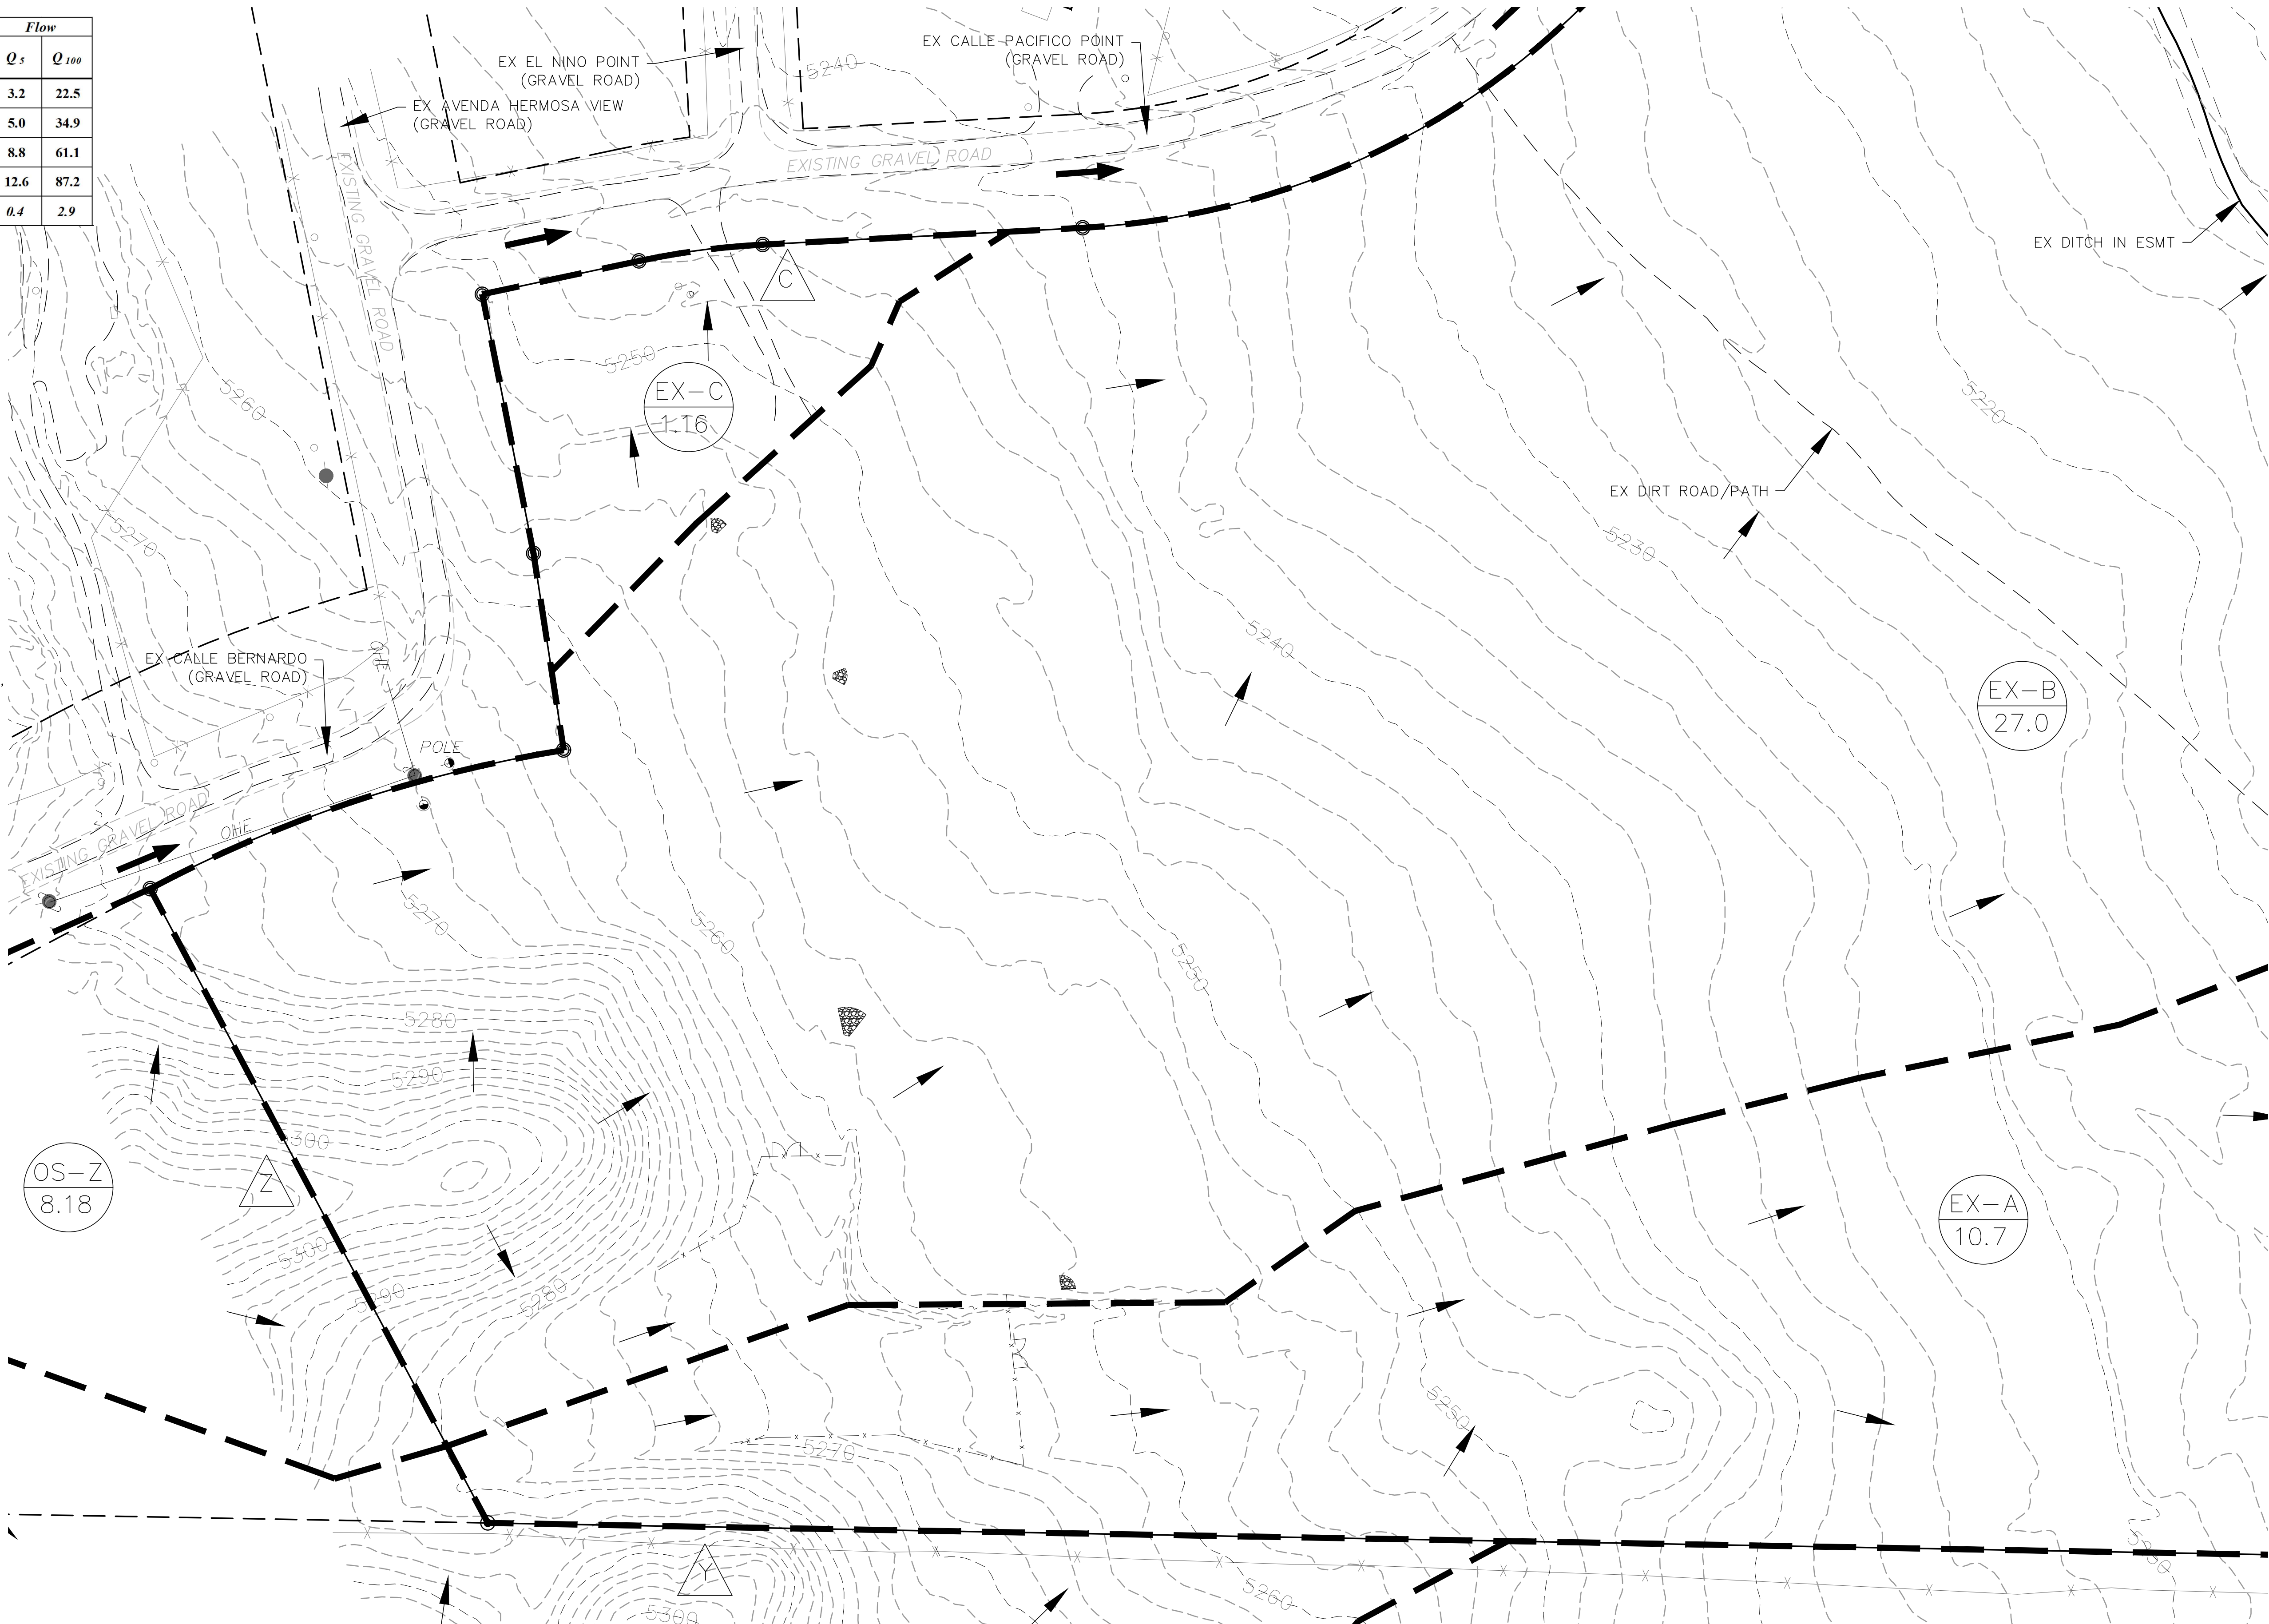 Flow
Q 5 Q 100
3.2 22.5
5.0 34.9
8.8 61.1
12.6 87.2
0.4 2.9
EX EL NINO POINT
(GRAVEL ROAD)
EX CALLE PACIFICO POINT
(GRAVEL ROAD)
5240
EX AVENDA HERMOSA VIEW
(GRAVEL ROAD)
EXISTING GRAVEL ROAD
EXISTING GRAVEL ROAD
EX DITCH IN ESMT
C
5250
5260
EX-C
1.16
5220
EX DIRT ROAD/PATH
5270
5230
5240
OHE
EX CALLE BERNARDO
(GRAVEL ROAD)
EX-B
27.0
POLE
EXISTING GRAVEL ROAD
OHE
5270
5260
5250
5280
5290
5300
OS-Z
8.18
Z
EX-A
10.7
5300
5290
5280
5250
5270
5230
Y
5260
5300